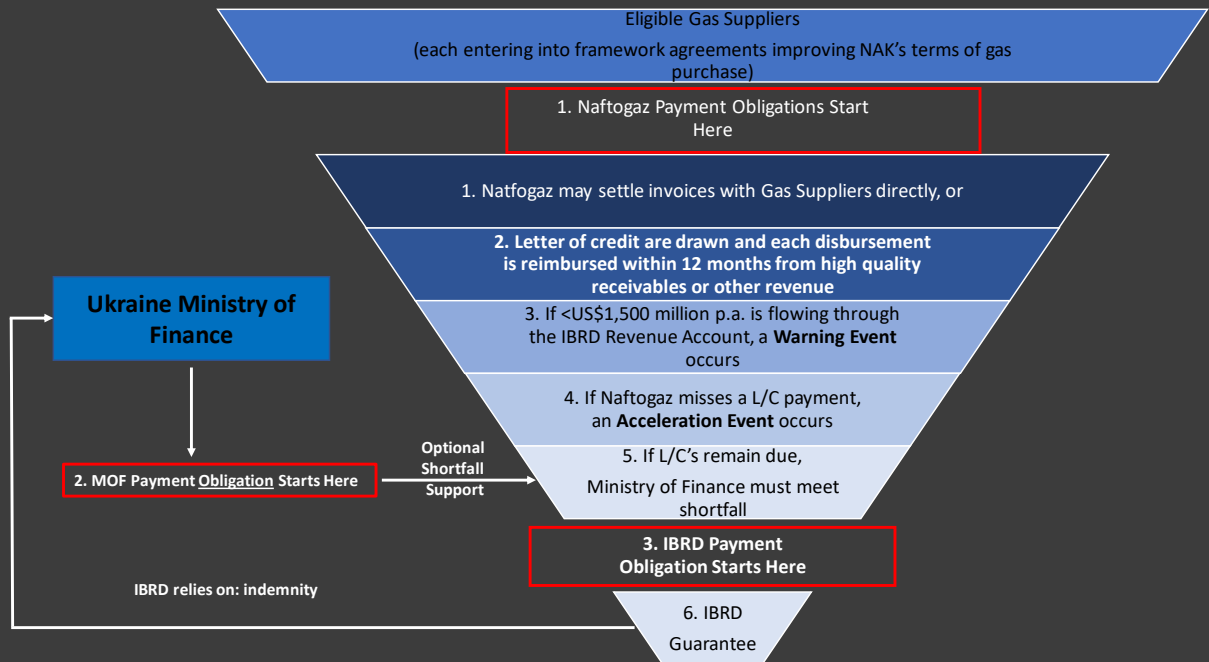 Eligible Gas Suppliers
(each entering into framework agreements improving NAK's terms of gas
purchase)
1. Naftogaz Payment Obligations Start
Here
1. Natfogaz may settle invoices with Gas Suppliers directly, or
2. Letter of credit are drawn and each disbursement
is reimbursed within 12 months from high quality
receivables or other revenue
Ukraine Ministry of
Finance
3. If <US$1,500 million p.a. is flowing through
the IBRD Revenue Account, a Warning Event
occurs
4. If Naftogaz misses a L/C payment,
an Acceleration Event occurs
2. MOF Payment Obligation Starts Here
Optional
Shortfall
Support
5. If L/C's remain due,
Ministry of Finance must meet
shortfall
3. IBRD Payment
Obligation Starts Here
IBRD relies on: indemnity
6. IBRD
Guarantee